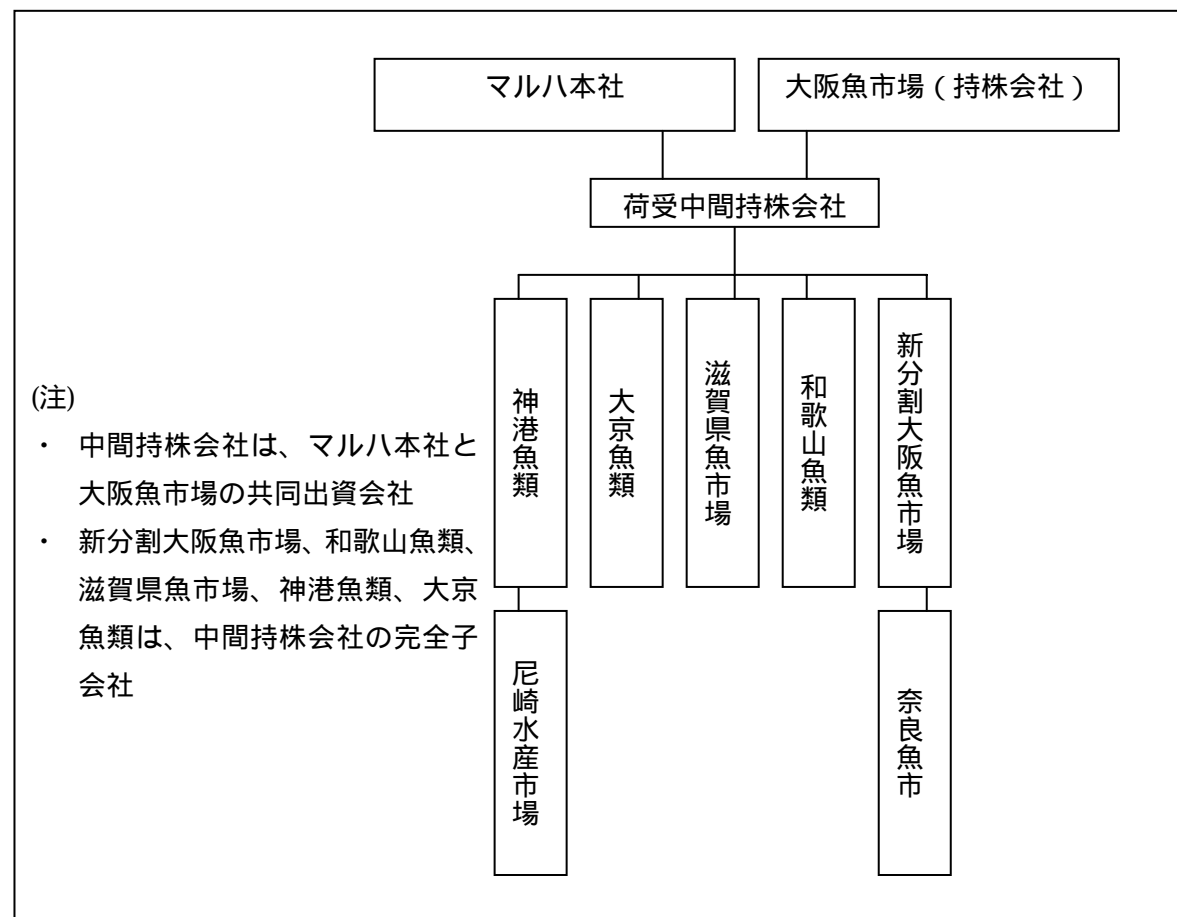 マルハ本社
大阪魚市場(持株会社)
荷受中間持株会社
神港魚類
大京魚類
滋賀県魚市場
和歌山魚類
新分割大阪魚市場
(注)
・ 中間持株会社は、マルハ本社と
大阪魚市場の共同出資会社
・ 新分割大阪魚市場、和歌山魚類、
滋賀県魚市場、神港魚類、大京
魚類は、中間持株会社の完全子
会社
尼崎水産市場
奈良魚市